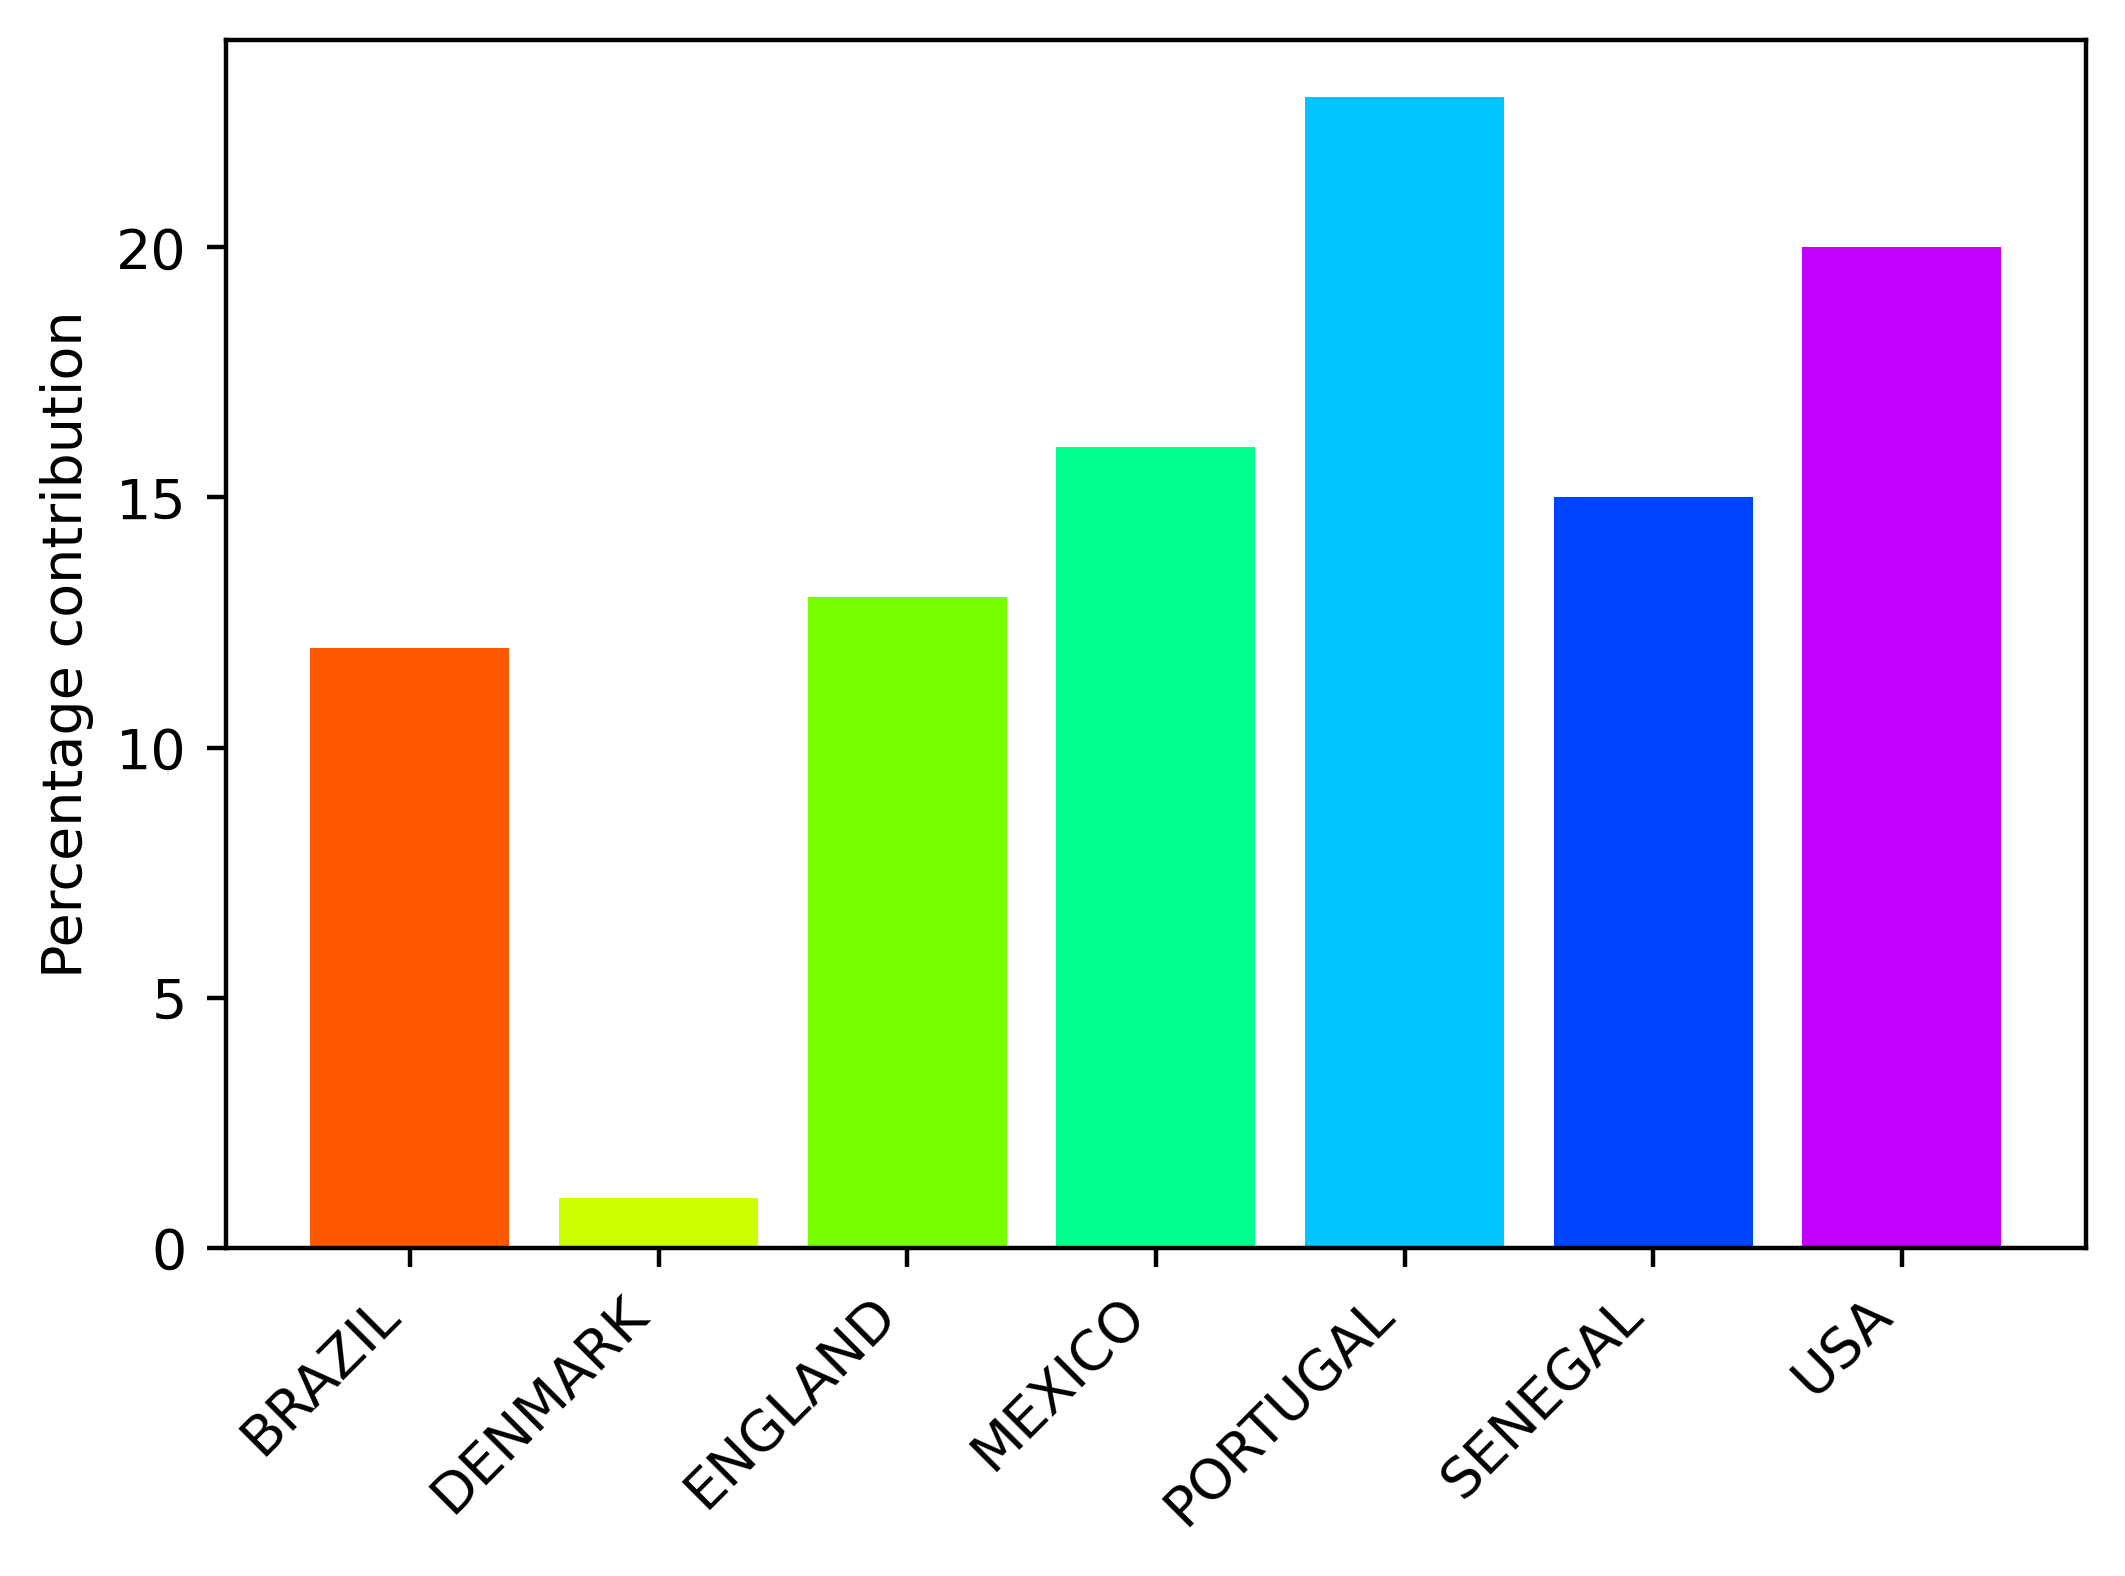 Percentage contribution
20
15
10
5
0
BRAZIL
DENMARK
ENGLAND
MEXICO
PORTUGAL
SENEGAL
USA